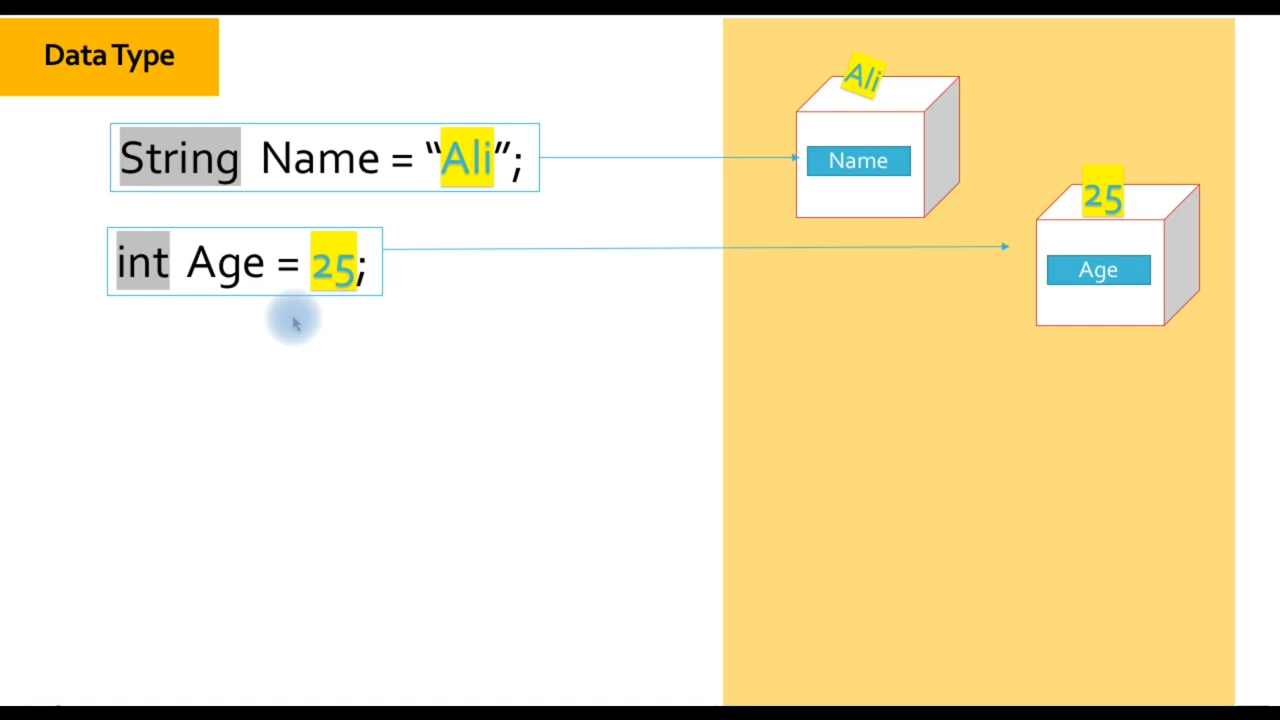 Data Type
String Name = “Ali”;
int Age = 25;
Ali
Name
25
Age